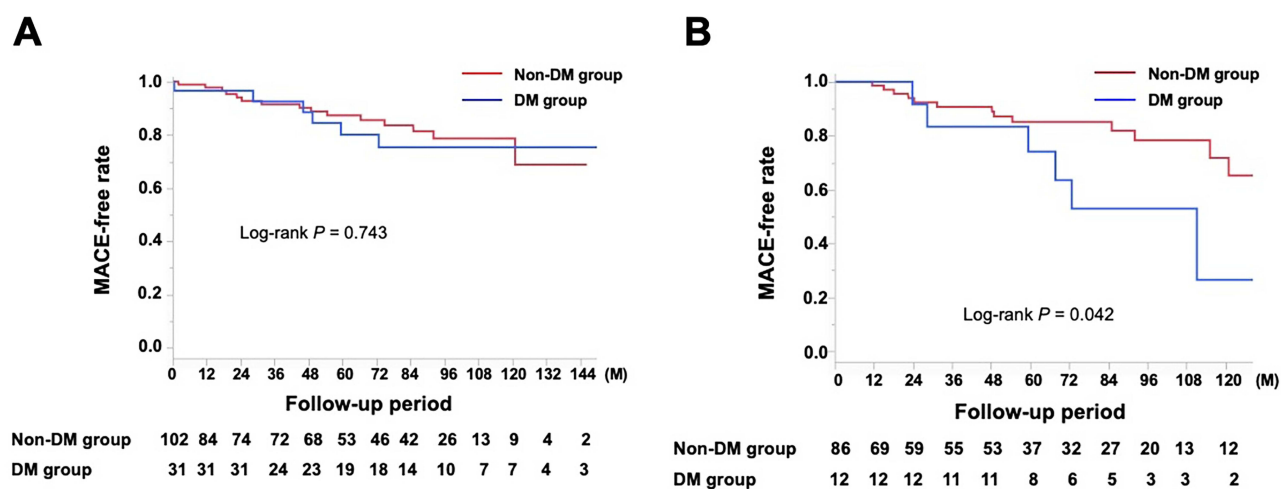 A
MACE-free rate
1.0
0.8
0.6
0.4
0.2
0.0
Non-DM group
DM group
Log-rank P = 0.743
0 12 24 36 48 60 72 84 96 108 120 132 144 (M)
Follow-up period
Non-DM group 102 84 74 72 68 53 46 42 26 13 9 4 2
DM group 31 31 31 24 23 19 18 14 10 7 7 4 3
B
MACE-free rate
1.0
0.8
0.6
0.4
0.2
0.0
Non-DM group
DM group
Log-rank P = 0.042
0 12 24 36 48 60 72 84 96 108 120 (M)
Follow-up period
Non-DM group 86 69 59 55 53 37 32 27 20 13 12
DM group 12 12 12 11 11 8 6 5 3 3 2